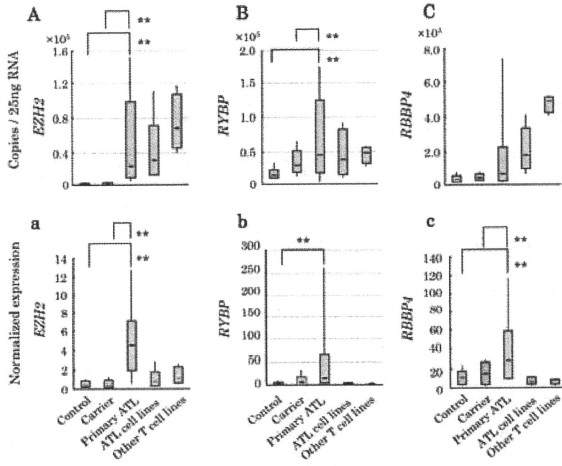 A
B
C
Copies / 25ng RNA
EZH2
×10⁵
1.6
1.2
0.8
0.4
0
**
**
RYBP
×10⁵
2.0
1.5
1.0
0.5
0
**
**
RBBP4
8.0
6.0
4.0
2.0
0
a
b
c
Normalized expression
EZH2
14
12
10
8
6
4
2
0
**
**
RYBP
300
250
200
150
100
50
0
**
RBBP4
140
120
100
80
60
40
20
0
**
**
Control
Carrier
Primary ATL
ATL cell lines
Other T cell lines
Control
Carrier
Primary ATL
ATL cell lines
Other T cell lines
Control
Carrier
Primary ATL
ATL cell lines
Other T cell lines